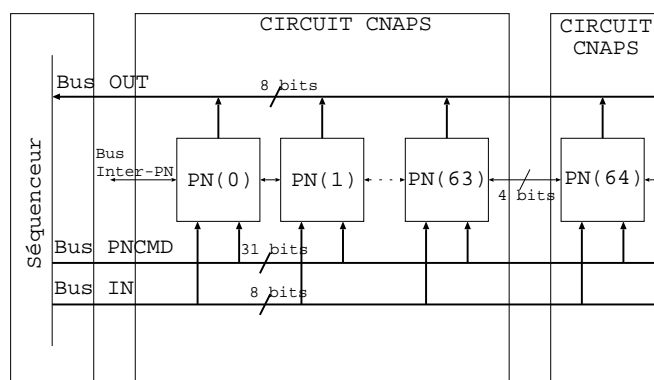 CIRCUIT CNAPS
CIRCUIT
CNAPS
Bus OUT
8 bits
Bus
Inter-PN
PN(0)
PN(1)
PN(63)
PN(64)
4 bits
Séquenceur
Bus PNCMD
31 bits
Bus IN
8 bits